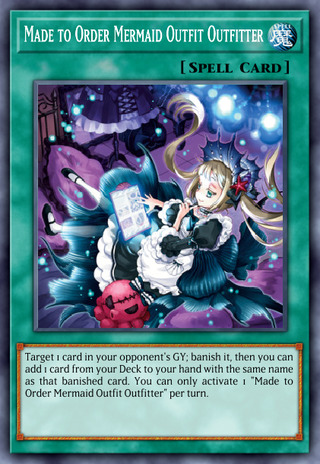 Made to Order Mermaid Outfit Outfitter
魔
[Spell Card]
Target 1 card in your opponent's GY; banish it, then you can
add 1 card from your Deck to your hand with the same name
as that banished card. You can only activate 1 "Made to
Order Mermaid Outfit Outfitter" per turn.